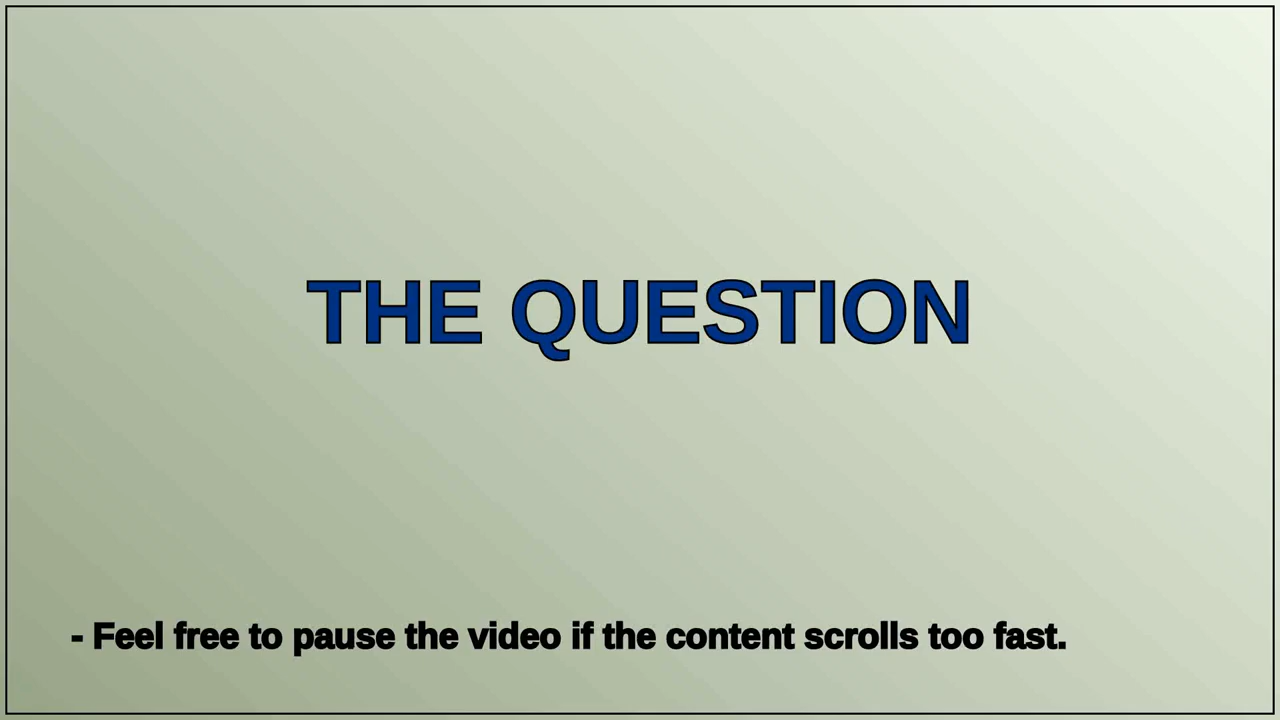 THE QUESTION
- Feel free to pause the video if the content scrolls too fast.